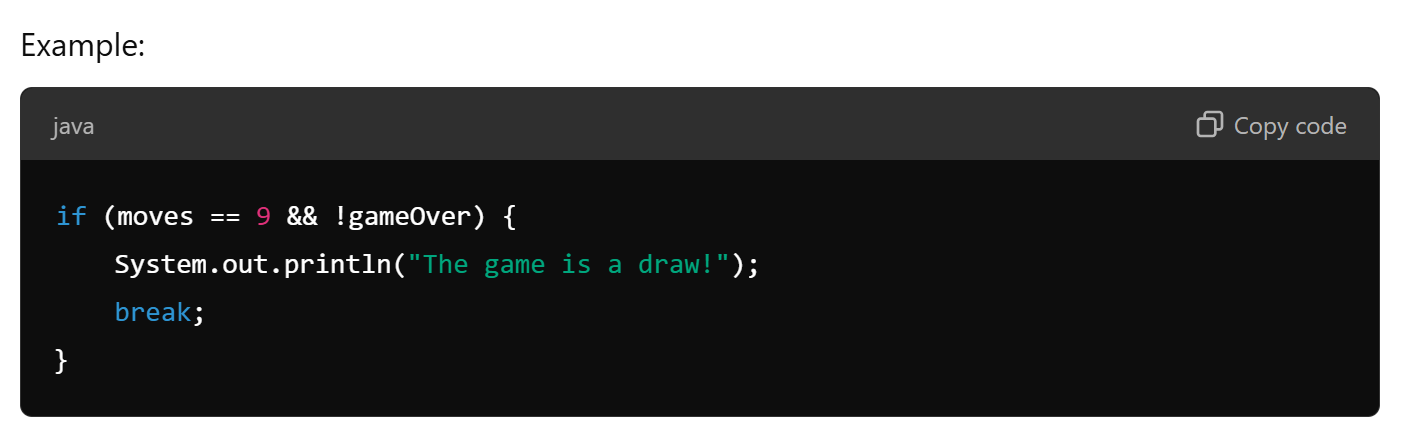 Example:
java
Copy code
if (moves == 9 && !gameOver) {
    System.out.println("The game is a draw!");
    break;
}